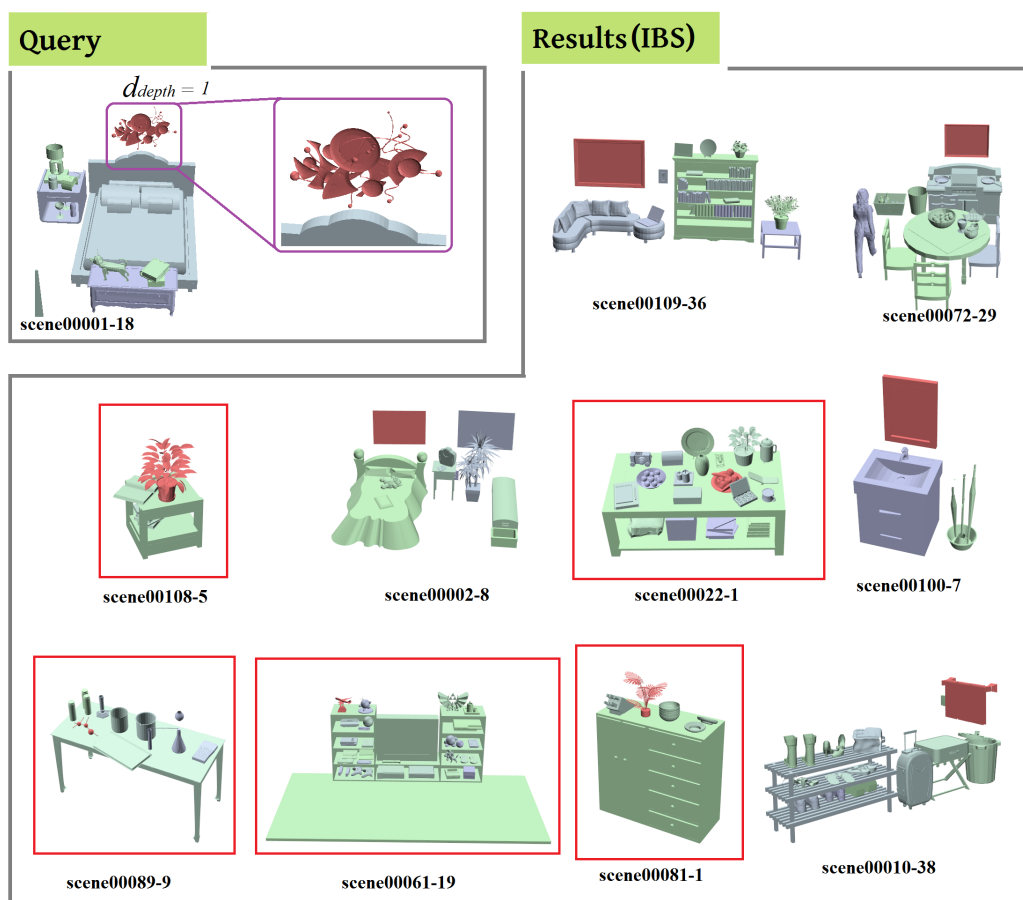 Query
Results (IBS)
d_depth = 1
scene00001-18
scene00109-36
scene00072-29
scene00108-5
scene00002-8
scene00022-1
scene00100-7
scene00089-9
scene00061-19
scene00081-1
scene00010-38